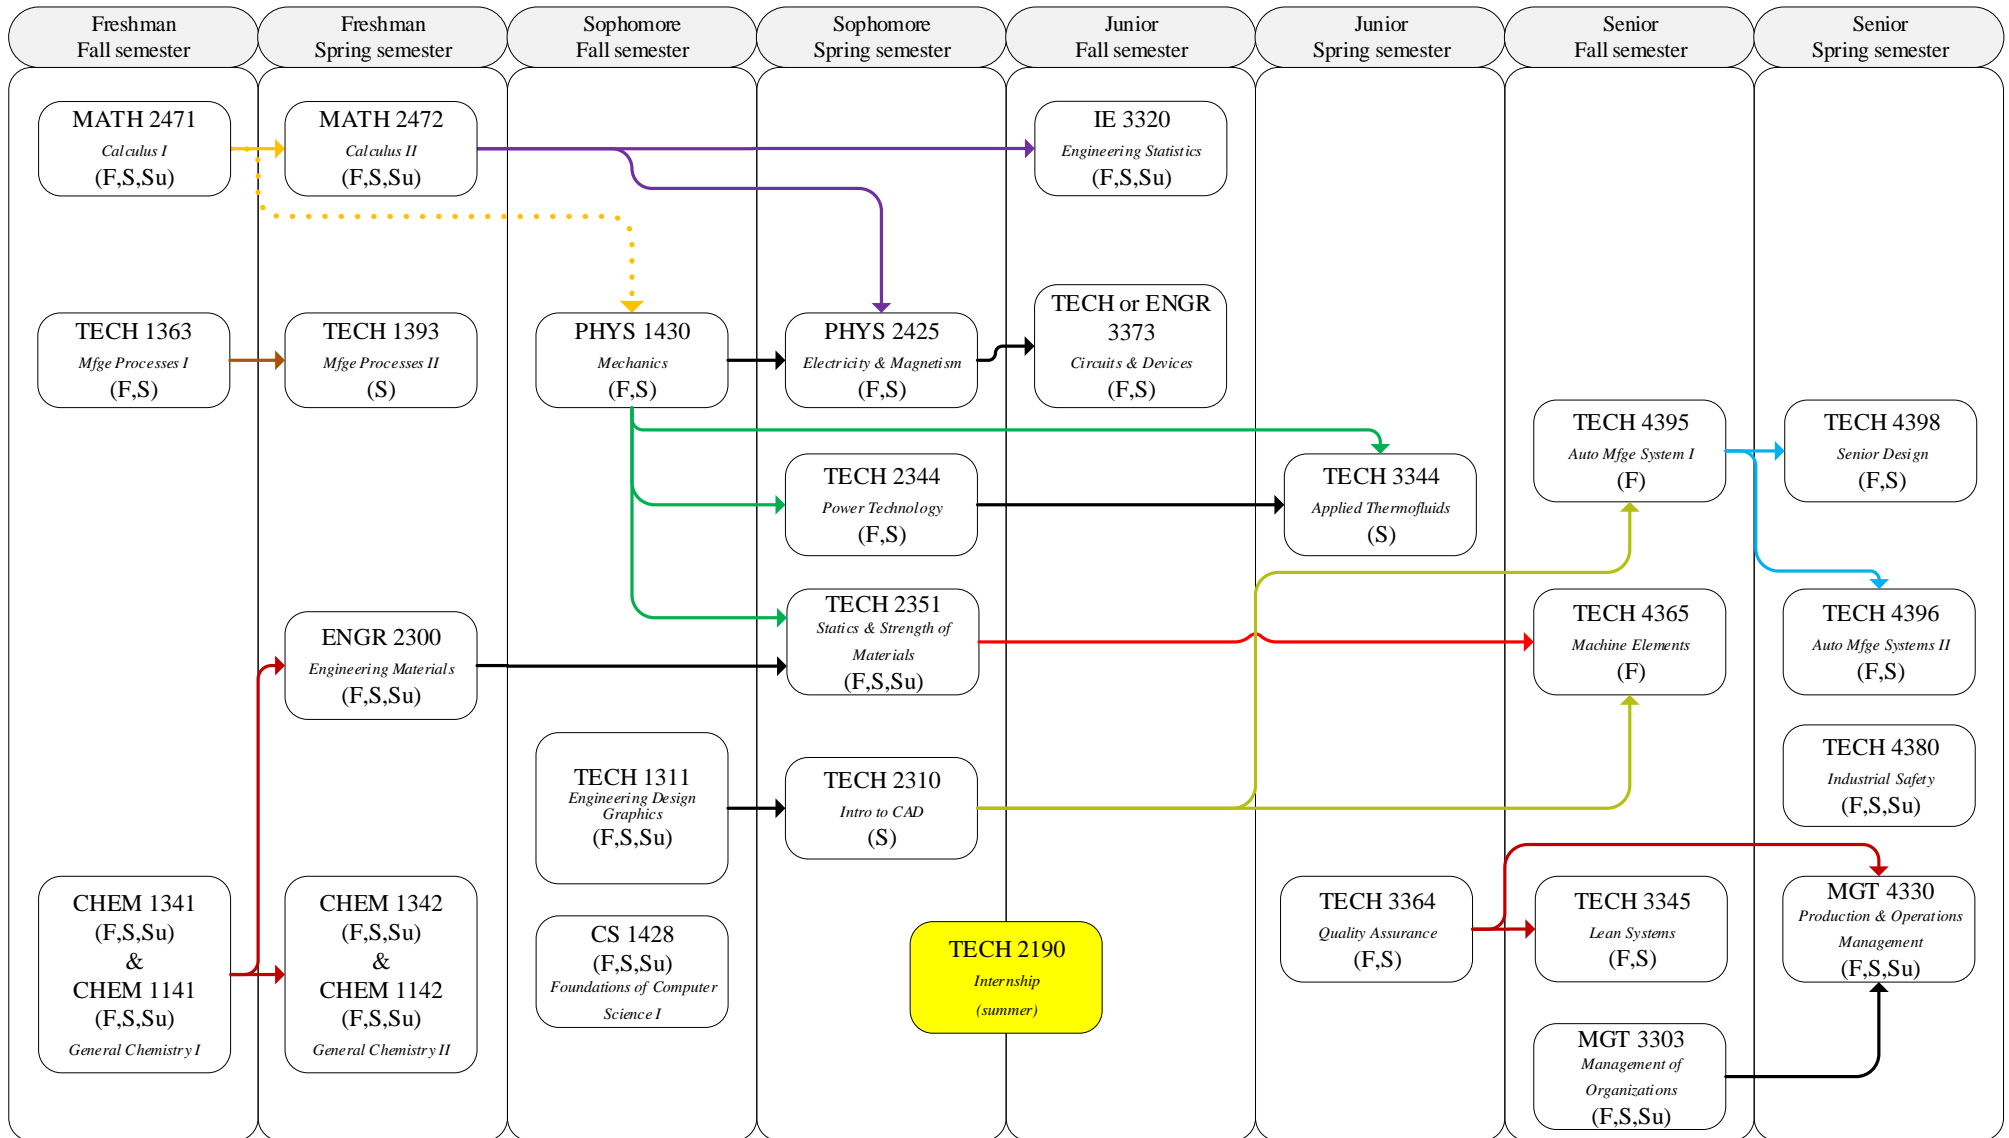 Freshman
Fall semester
Freshman
Spring semester
Sophomore
Fall semester
Sophomore
Spring semester
Junior
Fall semester
Junior
Spring semester
Senior
Fall semester
Senior
Spring semester
MATH 2471
Calculus I
(F,S,Su)
TECH 1363
Mfge Processes I
(F,S)
CHEM 1341
(F,S,Su)
&
CHEM 1141
(F,S,Su)
General Chemistry I
MATH 2472
Calculus II
(F,S,Su)
TECH 1393
Mfge Processes II
(S)
ENGR 2300
Engineering Materials
(F,S,Su)
CHEM 1342
(F,S,Su)
&
CHEM 1142
(F,S,Su)
General Chemistry II
PHYS 1430
Mechanics
(F,S)
TECH 1311
Engineering Design
Graphics
(F,S,Su)
CS 1428
(F,S,Su)
Foundations of Computer
Science I
PHYS 2425
Electricity & Magnetism
(F,S)
TECH 2344
Power Technology
(F,S)
TECH 2351
Statics & Strength of
Materials
(F,S,Su)
TECH 2310
Intro to CAD
(S)
TECH 2190
Internship
(summer)
IE 3320
Engineering Statistics
(F,S,Su)
TECH or ENGR
3373
Circuits & Devices
(F,S)
TECH 3344
Applied Thermofluids
(S)
TECH 3364
Quality Assurance
(F,S)
TECH 4395
Auto Mfge System I
(F)
TECH 4365
Machine Elements
(F)
TECH 3345
Lean Systems
(F,S)
MGT 3303
Management of
Organizations
(F,S,Su)
TECH 4398
Senior Design
(F,S)
TECH 4396
Auto Mfge Systems II
(F,S)
TECH 4380
Industrial Safety
(F,S,Su)
MGT 4330
Production & Operations
Management
(F,S,Su)